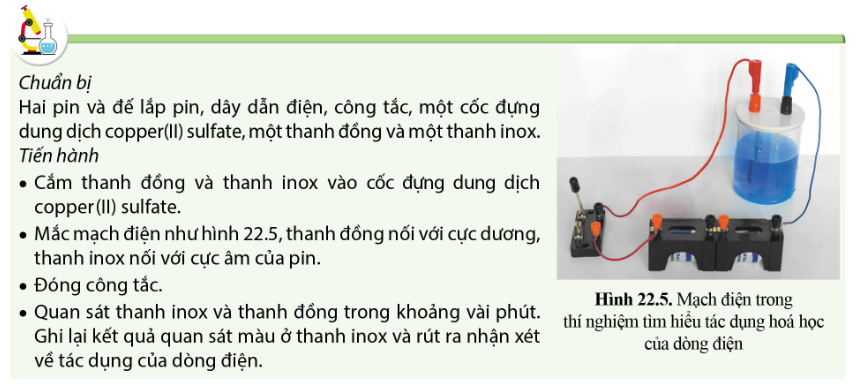 Chuẩn bị
Hai pin và đế lắp pin, dây dẫn điện, công tắc, một cốc đựng
dung dịch copper(II) sulfate, một thanh đồng và một thanh inox.
Tiến hành
• Cắm thanh đồng và thanh inox vào cốc đựng dung dịch
copper(II) sulfate.
• Mắc mạch điện như hình 22.5, thanh đồng nối với cực dương,
thanh inox nối với cực âm của pin.
• Đóng công tắc.
• Quan sát thanh inox và thanh đồng trong khoảng vài phút.
Ghi lại kết quả quan sát màu ở thanh inox và rút ra nhận xét
về tác dụng của dòng điện.
Hình 22.5. Mạch điện trong
thí nghiệm tìm hiểu tác dụng hoá học
của dòng điện